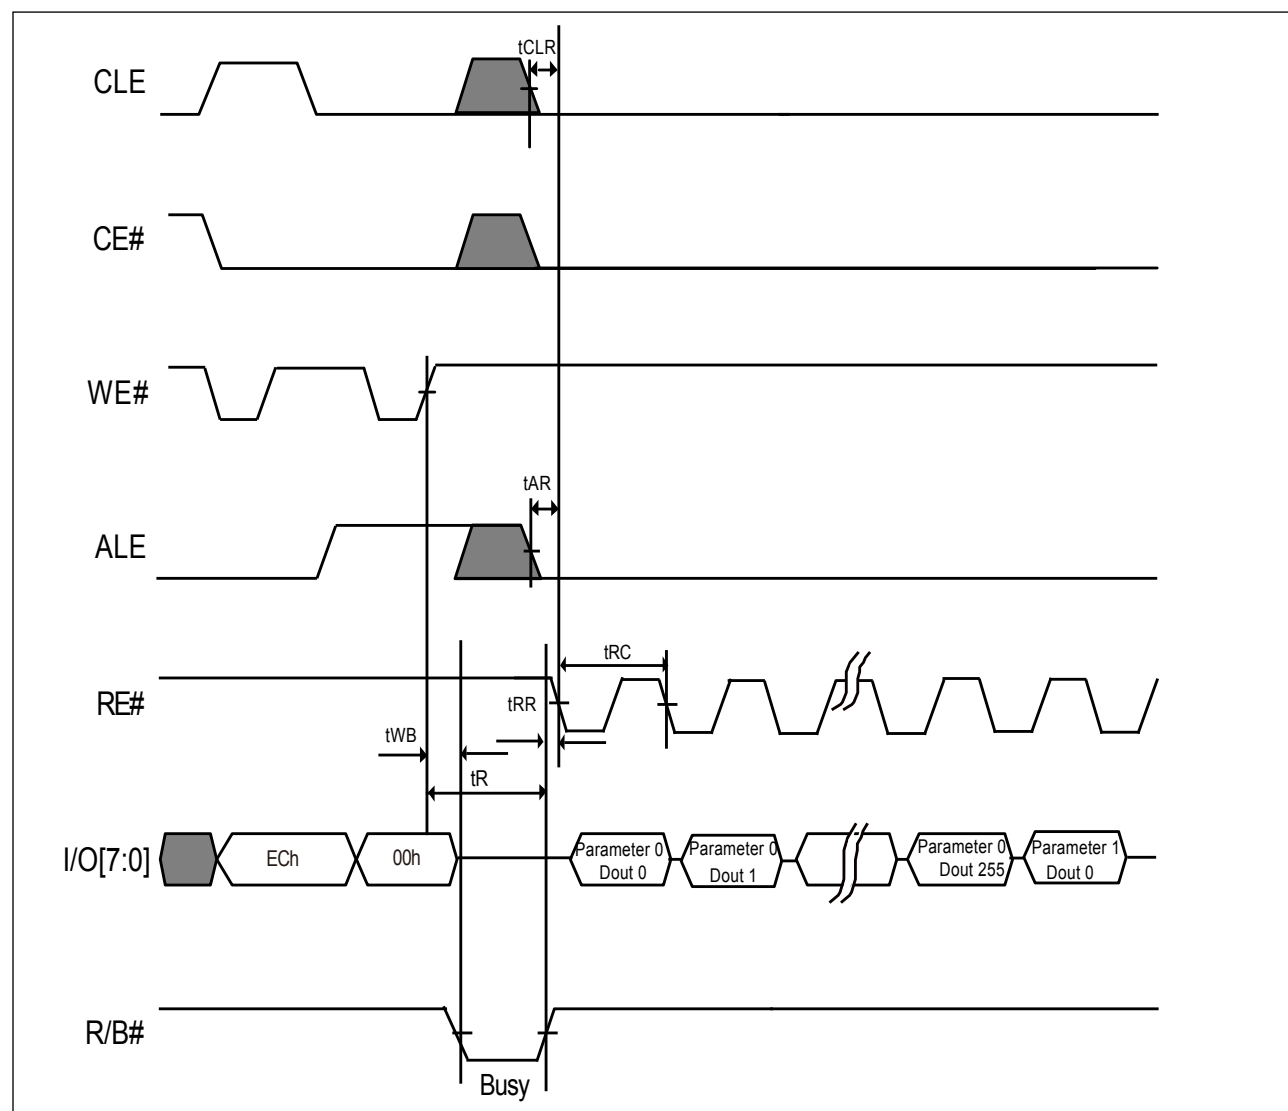 tCLR
CLE
CE#
WE#
tAR
ALE
tRC
RE#
tRR
tWB
tR
I/O[7:0]
ECh
00h
Parameter 0
Dout 0
Parameter 0
Dout 1
Parameter 0
Dout 255
Parameter 1
Dout 0
R/B#
Busy